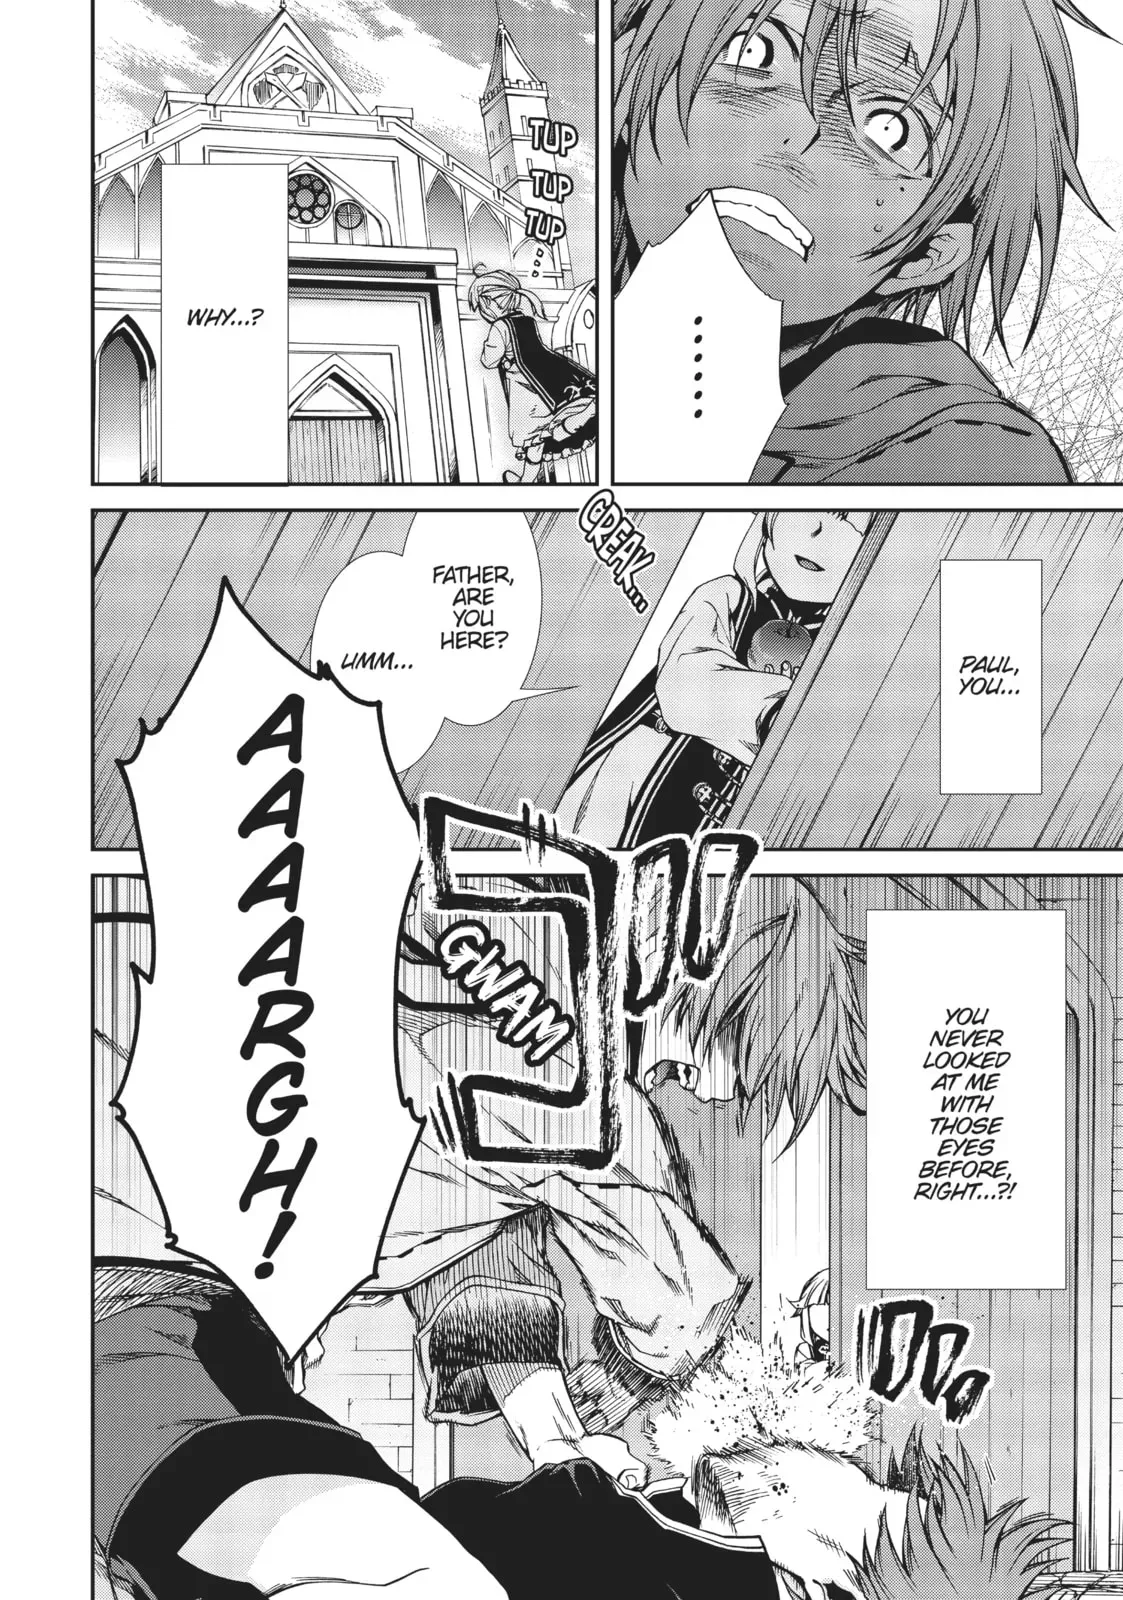 .......
TUP
TUP
TUP
...
WHY...?
PAUL,
YOU...
CREAK...
FATHER,
ARE
YOU
HERE?
UMM...
YOU
NEVER
LOOKED
AT ME
WITH
THOSE
EYES
BEFORE,
RIGHT...?!
GWAM
AAAAARGH!